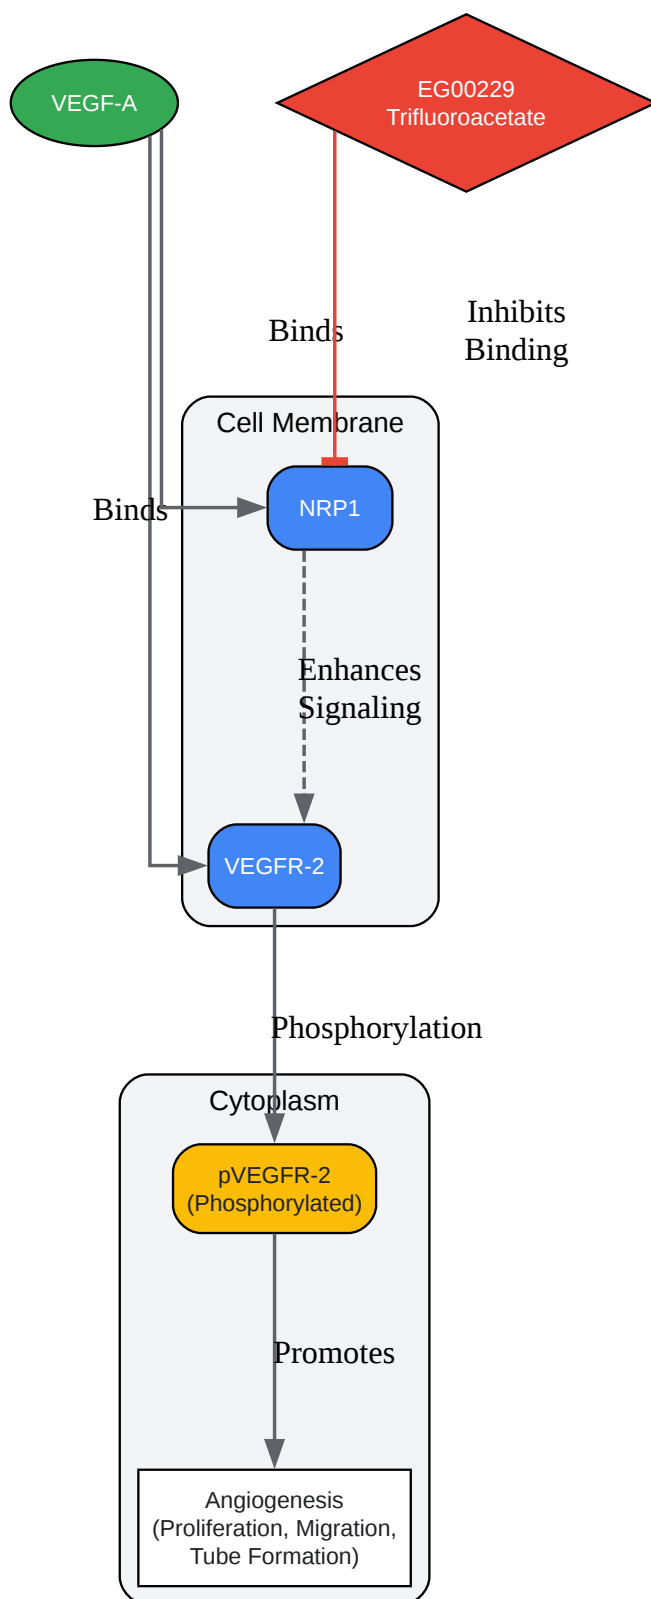 VEGF-A
EG00229
Trifluoroacetate
Binds
Inhibits
Binding
Cell Membrane
NRP1
Binds
Enhances
Signaling
VEGFR-2
Phosphorylation
Cytoplasm
pVEGFR-2
(Phosphorylated)
Promotes
Angiogenesis
(Proliferation, Migration,
Tube Formation)